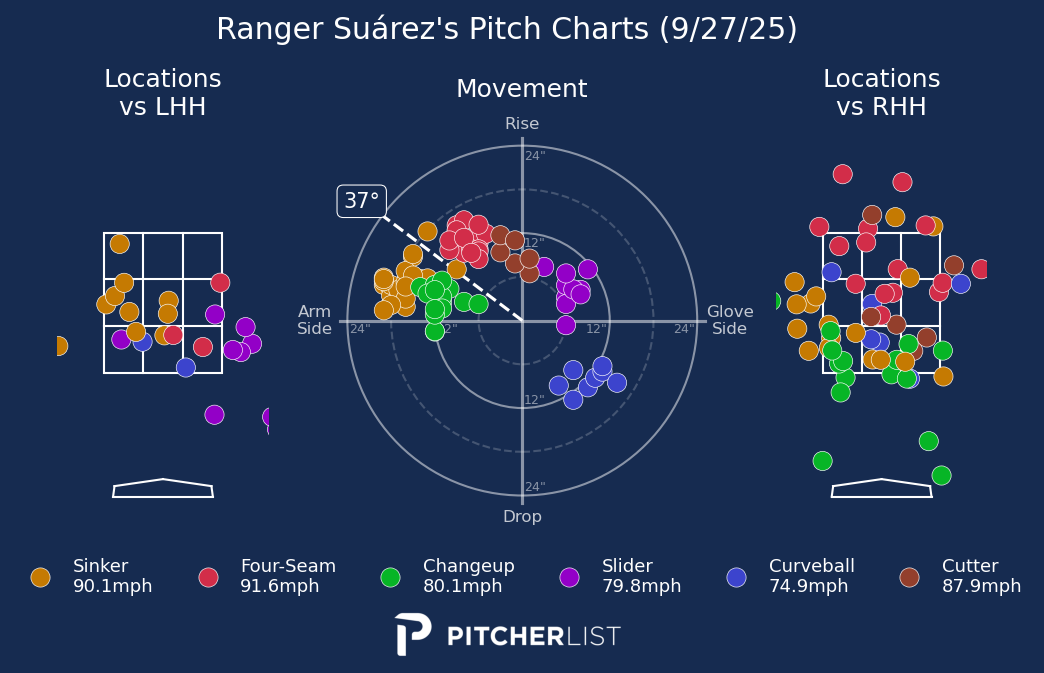 Ranger Suárez's Pitch Charts (9/27/25)
Locations
vs LHH
Movement
Locations
vs RHH
Rise
24"
37°
12"
Arm
Side
24"
12"
12"
24"
Glove
Side
12"
24"
Drop
Sinker
90.1mph
Four-Seam
91.6mph
Changeup
80.1mph
Slider
79.8mph
Curveball
74.9mph
Cutter
87.9mph
PITCHERLIST